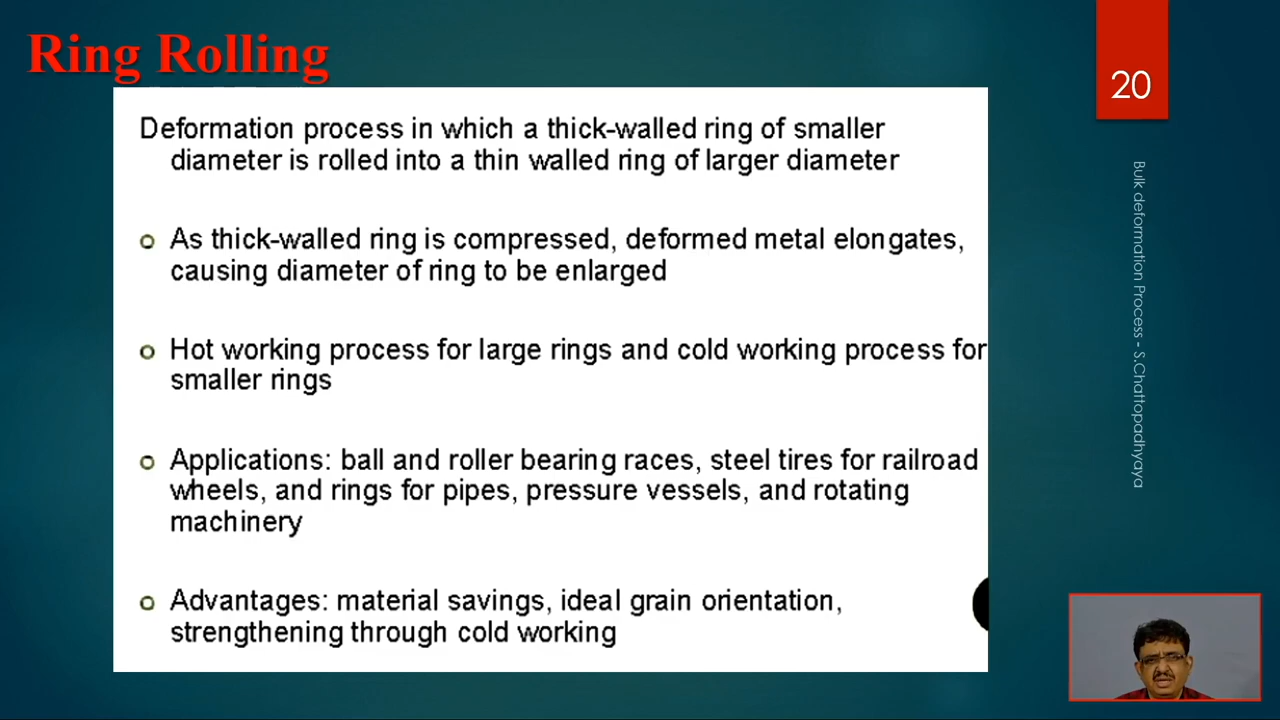 Ring Rolling
20
Deformation process in which a thick-walled ring of smaller
diameter is rolled into a thin walled ring of larger diameter
o As thick-walled ring is compressed, deformed metal elongates,
causing diameter of ring to be enlarged
o Hot working process for large rings and cold working process for
smaller rings
o Applications: ball and roller bearing races, steel tires for railroad
wheels, and rings for pipes, pressure vessels, and rotating
machinery
o Advantages: material savings, ideal grain orientation,
strengthening through cold working
Bulk deformation Process - S.Chattopadhyaya